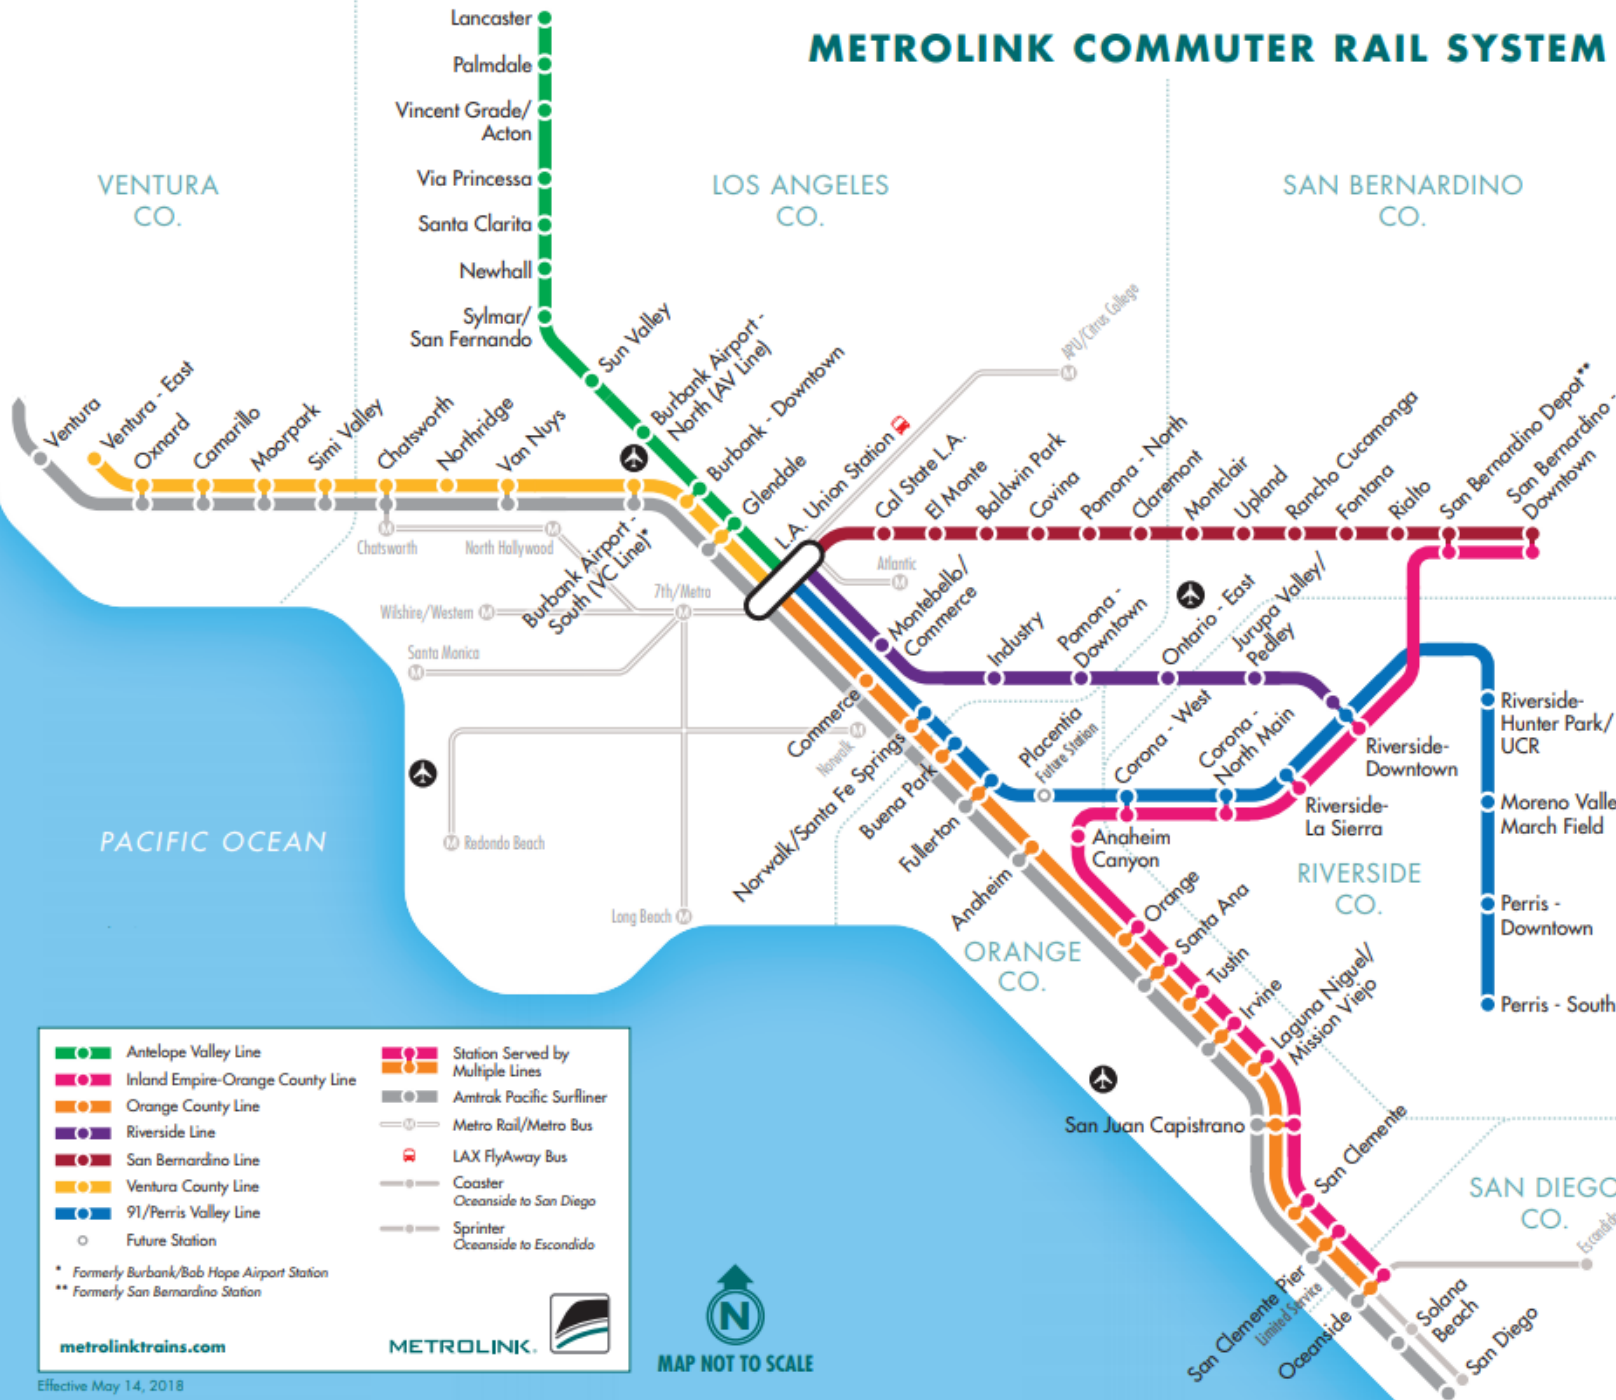 METROLINK COMMUTER RAIL SYSTEM
Lancaster
Palmdale
Vincent Grade/
Acton
Via Princessa
Santa Clarita
Newhall
Sylmar/
San Fernando
VENTURA
CO.
LOS ANGELES
CO.
SAN BERNARDINO
CO.
Sun Valley
Burbank Airport -
North (AV Line)
Burbank - Downtown
Glendale
L.A. Union Station
APU/Citrus College
Ventura
Ventura - East
Oxnard
Camarillo
Moorpark
Simi Valley
Chatsworth
Northridge
Van Nuys
Burbank Airport -
South (VC Line)*
Cal State L.A.
El Monte
Baldwin Park
Covina
Pomona - North
Claremont
Montclair
Upland
Rancho Cucamonga
Fontana
Rialto
San Bernardino Depot**
San Bernardino -
Downtown
M
Chatsworth
M
North Hollywood
Atlantic
M
7th/Metro
M
Wilshire/Western M
Santa Monica
M
Montebello/
Commerce
Industry
Pomona -
Downtown
Ontario - East
Jurupa Valley/
Pedley
Commerce
M
Norwalk
Norwalk/Santa Fe Springs
Buena Park
Fullerton
Anaheim
Placentia
Future Station
Corona - West
Corona -
North Main
Riverside-
Downtown
Riverside-
La Sierra
Riverside-
Hunter Park/
UCR
Moreno Valle
March Field
Perris -
Downtown
Perris - South
PACIFIC OCEAN
M Redondo Beach
Long Beach M
Anaheim
Canyon
RIVERSIDE
CO.
ORANGE
CO.
Orange
Santa Ana
Tustin
Irvine
Laguna Niguel/
Mission Viejo
San Juan Capistrano
San Clemente
SAN DIEGO
CO.
San Clemente Pier
Limited Service
Oceanside
Solana
Beach
San Diego
Antelope Valley Line
Inland Empire-Orange County Line
Orange County Line
Riverside Line
San Bernardino Line
Ventura County Line
91/Perris Valley Line
Future Station
Station Served by
Multiple Lines
Amtrak Pacific Surfliner
M Metro Rail/Metro Bus
LAX FlyAway Bus
Coaster
Oceanside to San Diego
Sprinter
Oceanside to Escondido
* Formerly Burbank/Bob Hope Airport Station
** Formerly San Bernardino Station
metrolinktrains.com
METROLINK.
N
MAP NOT TO SCALE
Effective May 14, 2018